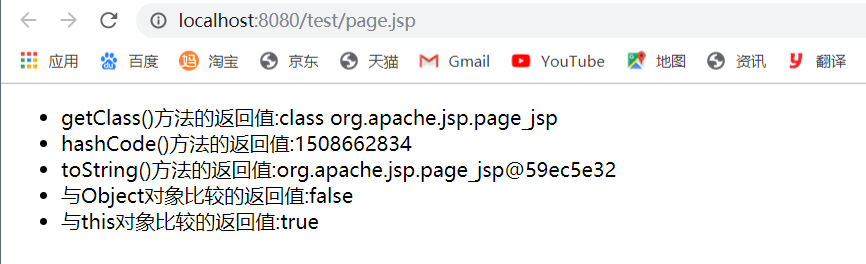 localhost:8080/test/page.jsp
应用 百度 淘 淘宝 京东 天猫 Gmail YouTube 地图 资讯 翻译
getClass()方法的返回值:class org.apache.jsp.page_jsp
hashCode()方法的返回值:1508662834
toString()方法的返回值:org.apache.jsp.page_jsp@59ec5e32
与Object对象比较的返回值:false
与this对象比较的返回值:true